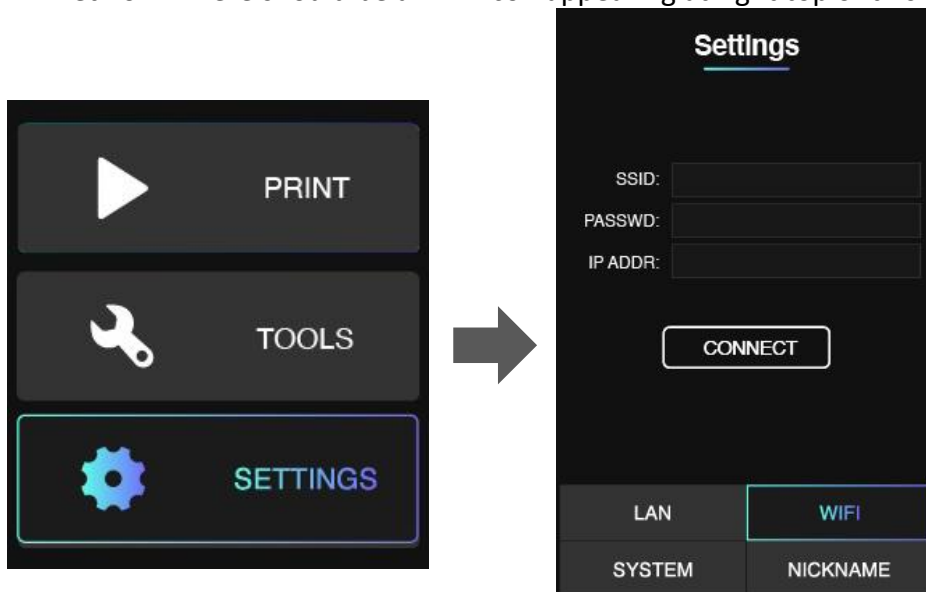 Settings
PRINT
TOOLS
SETTINGS
SSID:
PASSWD:
IP ADDR:
CONNECT
LAN
WIFI
SYSTEM
NICKNAME